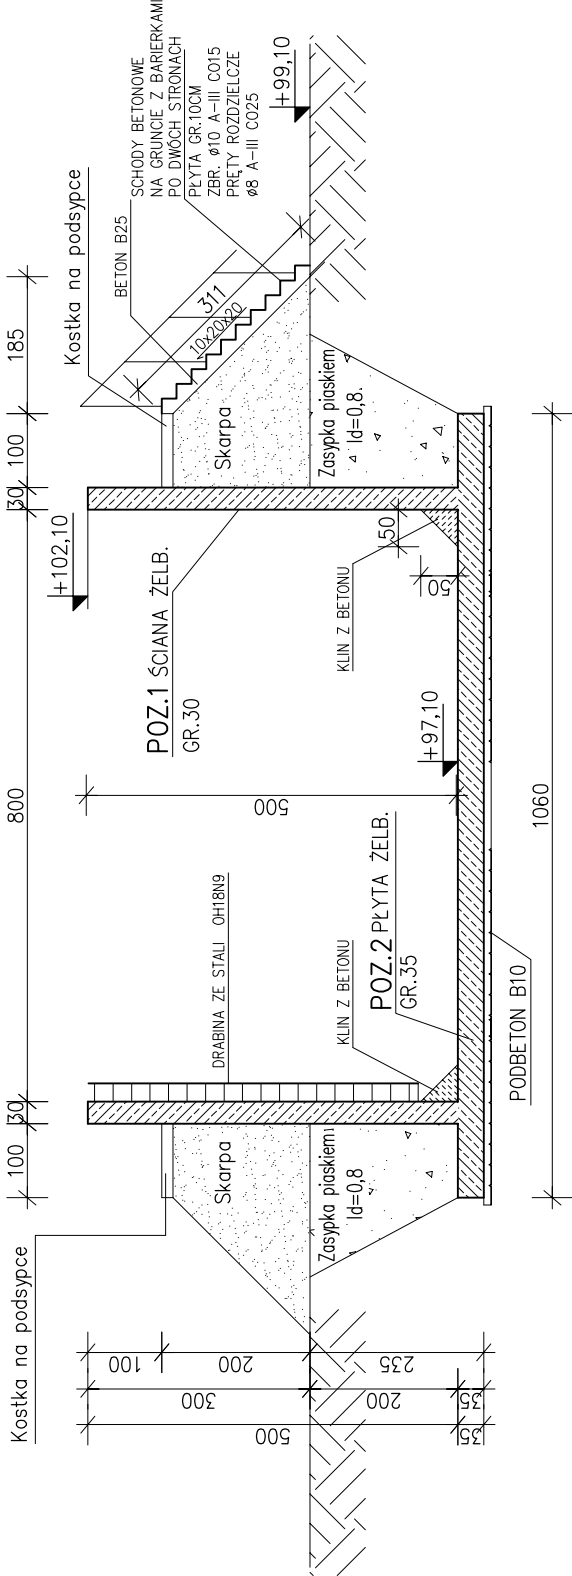 Kostka na podsypce
100
30
800
30
100
185
Kostka na podsypce
SCHODY BETONOWE
NA GRUNCIE Z BARIERKAMI
PO DWÓCH STRONACH
PŁYTA GR.10CM
ZBR. ø10 A-III CO15
PRĘTY ROZDZIELCZE
ø8 A-III CO25
BETON B25
311
10x20x20
+99,10
+102,10
POZ.1 ŚCIANA ŻELB.
GR.30
Skarpa
Zasypka piaskiem
Id=0,8.
KLIN Z BETONU
50
50
+97,10
500
DRABINA ZE STALI OH18N9
KLIN Z BETONU
POZ.2 PŁYTA ŻELB.
GR.35
Skarpa
Zasypka piaskiem
Id=0,8
100
200
235
300
200
35
500
35
PODBETON B10
1060